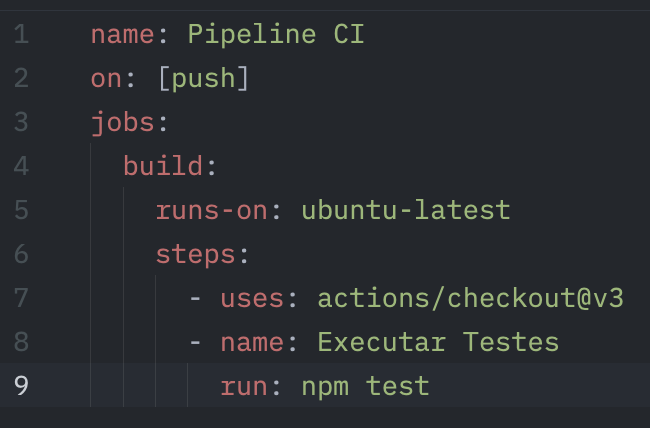 1 name: Pipeline CI
2 on: [push]
3 jobs:
4   build:
5     runs-on: ubuntu-latest
6     steps:
7       - uses: actions/checkout@v3
8       - name: Executar Testes
9         run: npm test